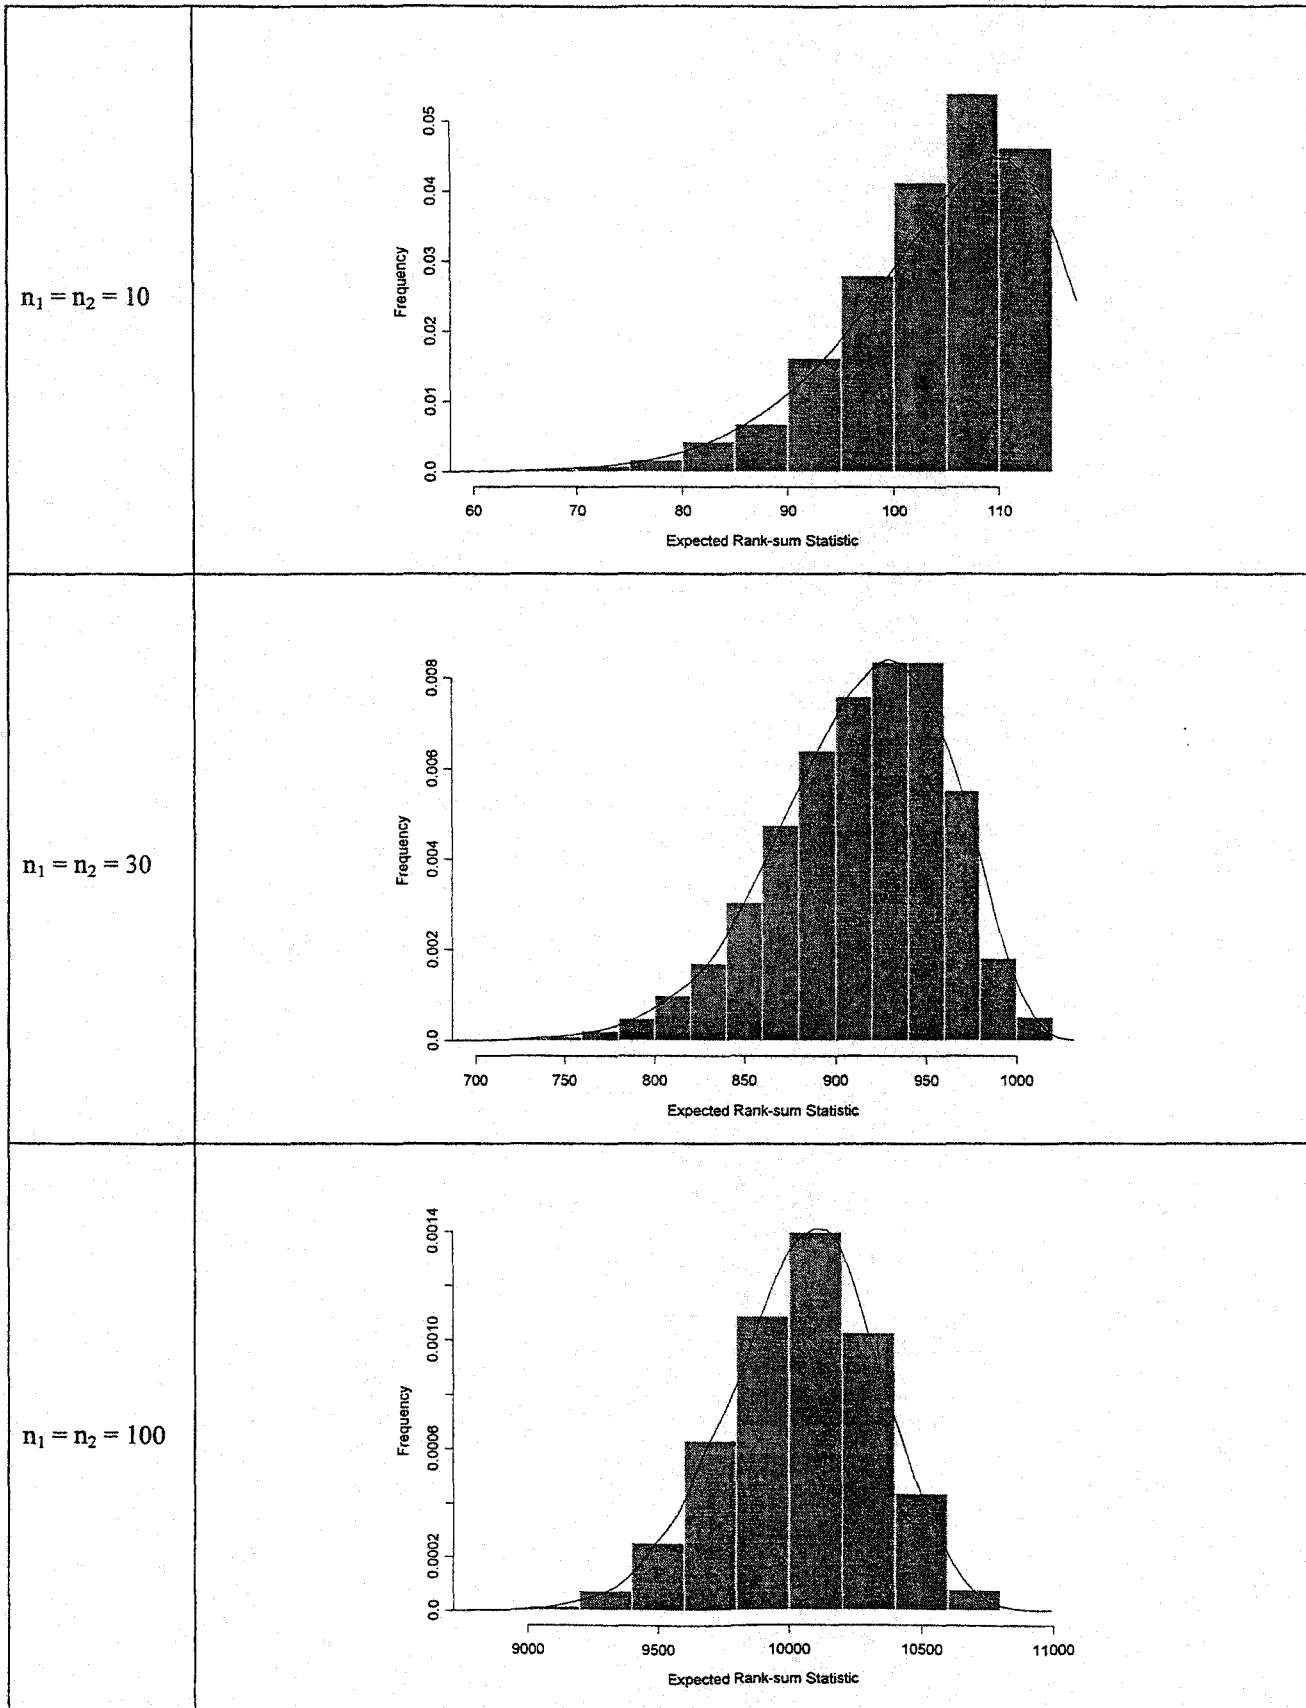 n₁ = n₂ = 10
Frequency
0.05
0.04
0.03
0.02
0.01
0.0
60 70 80 90 100 110
Expected Rank-sum Statistic
n₁ = n₂ = 30
Frequency
0.008
0.006
0.004
0.002
0.0
700 750 800 850 900 950 1000
Expected Rank-sum Statistic
n₁ = n₂ = 100
Frequency
0.0014
0.0010
0.0006
0.0002
0.0
9000 9500 10000 10500 11000
Expected Rank-sum Statistic